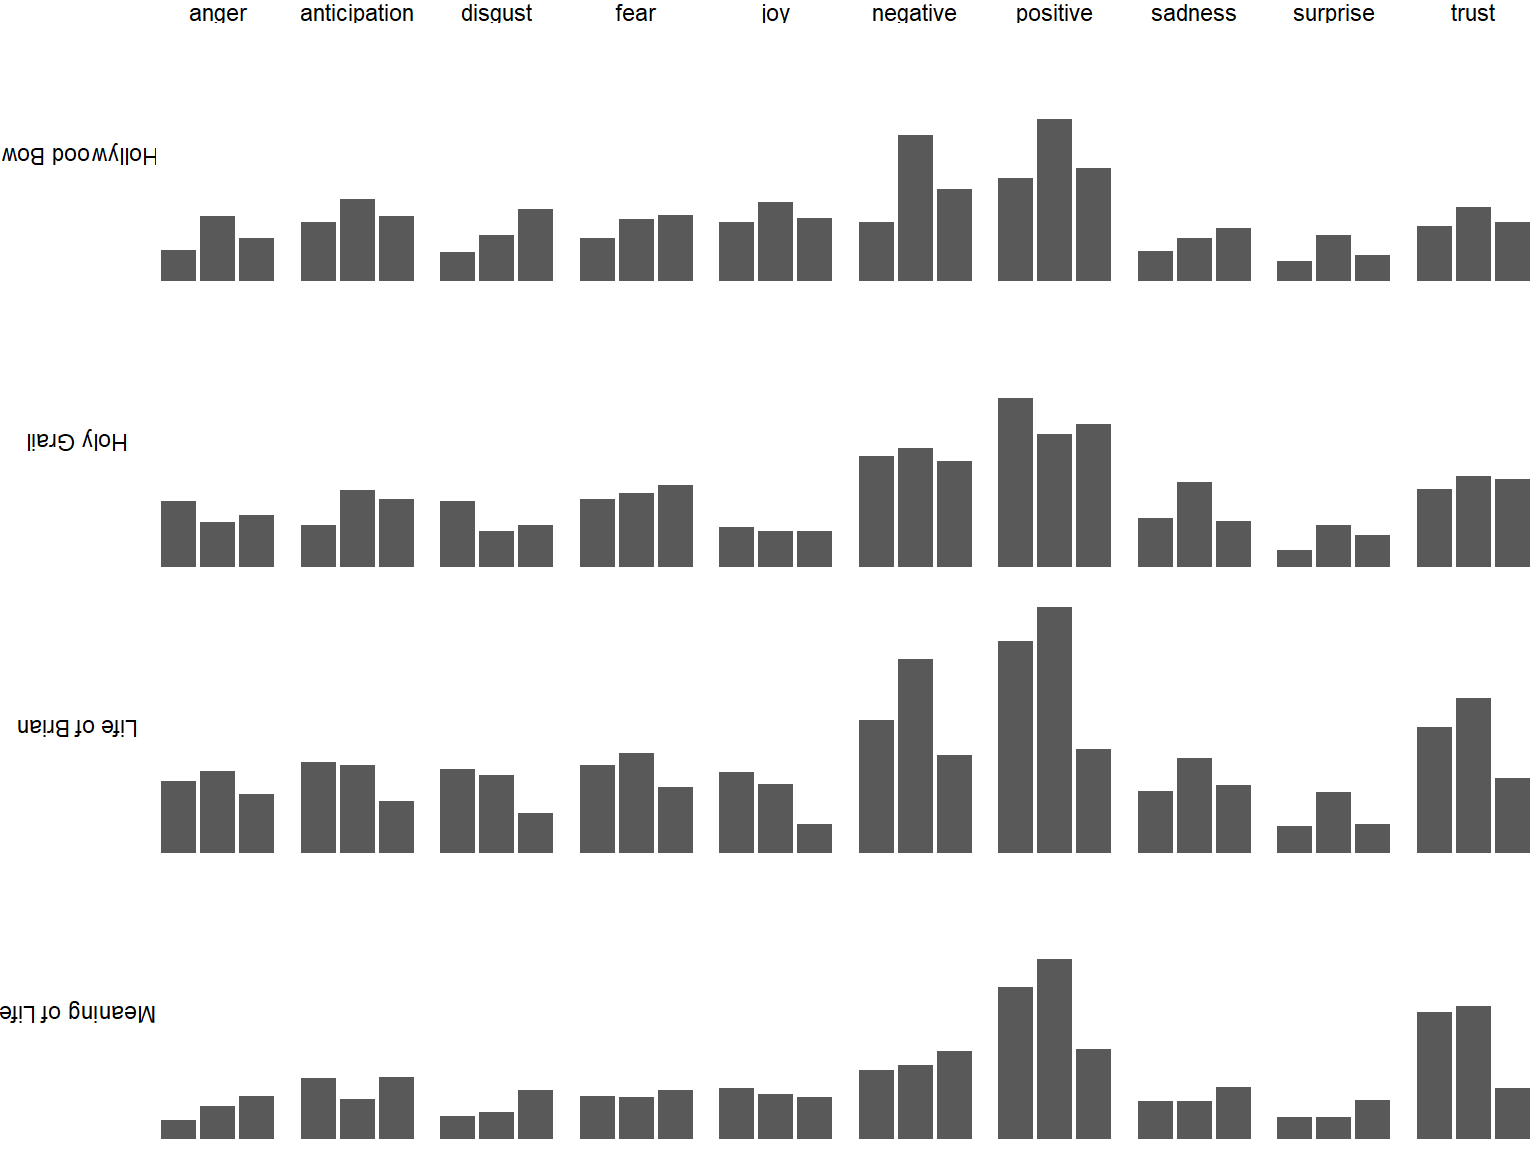 anger anticipation disgust fear joy negative positive sadness surprise trust
Hollywood Bow
Holy Grail
Life of Brian
Meaning of Life